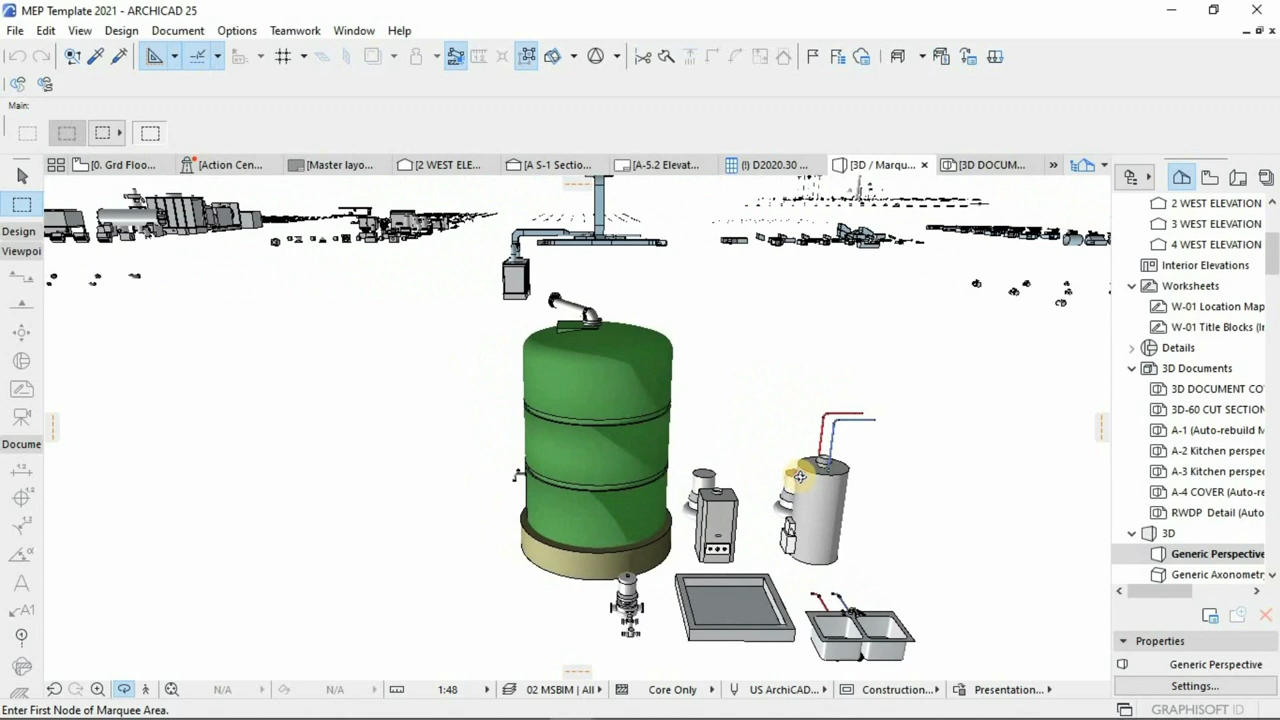 MEP Template 2021 - ARCHICAD 25
File Edit View Design Document Options Teamwork Window Help
Main:
[0. Grd Floo... [Action Cen... [Master layo... [2 WEST ELE... [A S-1 Sectio... [A-5.2 Elevat... (!) D2020.30 ... [3D / Marqu... [3D DOCUM...
Design
Viewpoi
Docume
2 WEST ELEVATION
3 WEST ELEVATION
4 WEST ELEVATION
Interior Elevations
Worksheets
W-01 Location Map
W-01 Title Blocks (I
Details
3D Documents
3D DOCUMENT CO
3D-60 CUT SECTION
A-1 (Auto-rebuild M
A-2 Kitchen perspe
A-3 Kitchen perspe
A-4 COVER (Auto-re
RWDP Detail (Auto
3D
Generic Perspective
Generic Axonometr
Properties
Generic Perspective
Settings...
N/A N/A 1:48 02 MSBIM | All Core Only US ArchiCAD... Construction... Presentation...
Enter First Node of Marquee Area.
GRAPHISOFT ID